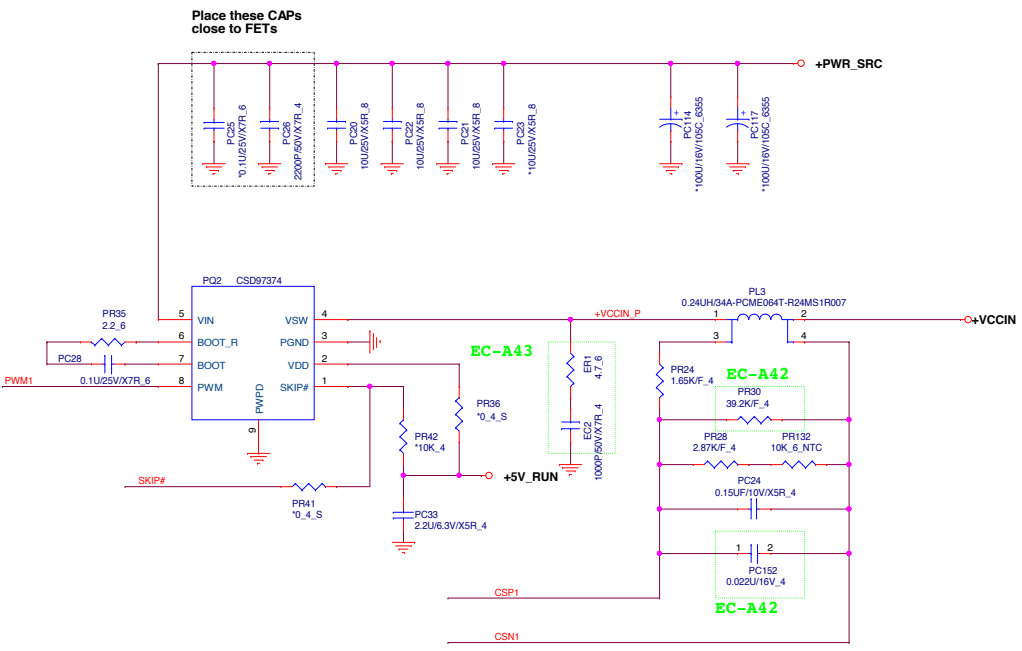 Place these CAPs
close to FETs
+PWR_SRC
PC25
*0.1U/25V/X7R_6
PC26
2200P/50V/X7R_4
PC20
10U/25V/X5R_8
PC22
10U/25V/X5R_8
PC21
10U/25V/X5R_8
PC23
*10U/25V/X5R_8
+
PC114
*100U/16V/105C_6355
+
PC117
*100U/16V/105C_6355
PQ2 CSD97374
5 VIN
6 BOOT_R
7 BOOT
8 PWM
VSW 4
PGND 3
VDD 2
SKIP# 1
PWPD
9
PR35
2.2_6
PC28
0.1U/25V/X7R_6
PWM1
SKIP#
PR41
*0_4_S
PR42
*10K_4
PR36
*0_4_S
+5V_RUN
PC33
2.2U/6.3V/X5R_4
EC-A43
ER1
4.7_6
EC2
1000P/50V/X7R_4
+VCCIN_P
PL3
0.24UH/34A-PCME064T-R24MS1R007
1 2
3 4
+VCCIN
PR24
1.65K/F_4
EC-A42
PR30
39.2K/F_4
PR28
2.87K/F_4
PR132
10K_6_NTC
PC24
0.15UF/10V/X5R_4
1 2
PC152
0.022U/16V_4
EC-A42
CSP1
CSN1